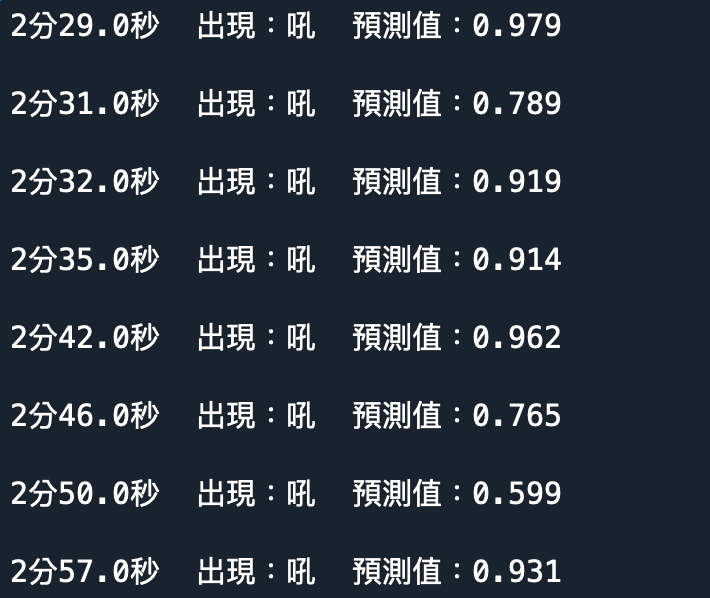 2分29.0秒  出現：吼  預測值：0.979
2分31.0秒  出現：吼  預測值：0.789
2分32.0秒  出現：吼  預測值：0.919
2分35.0秒  出現：吼  預測值：0.914
2分42.0秒  出現：吼  預測值：0.962
2分46.0秒  出現：吼  預測值：0.765
2分50.0秒  出現：吼  預測值：0.599
2分57.0秒  出現：吼  預測值：0.931